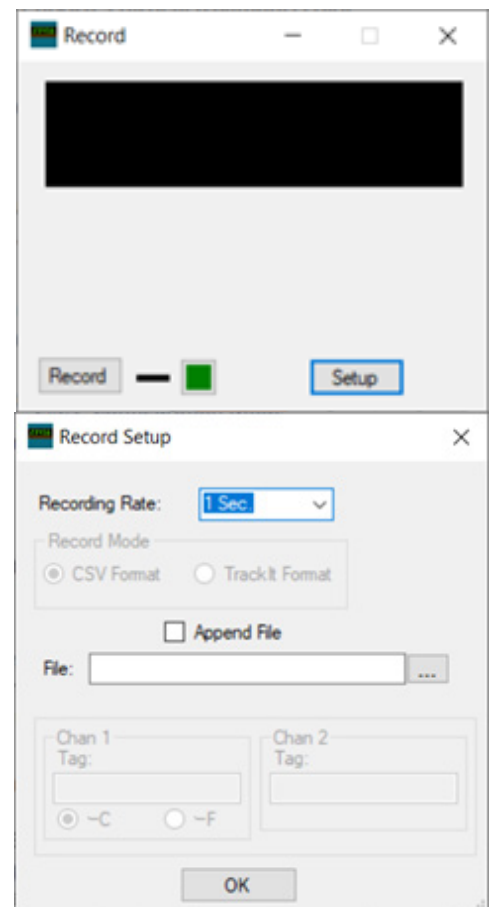 Record
Record
Setup
Record Setup
Recording Rate: 1 Sec.
Record Mode
CSV Format TrackIt Format
Append File
File: ...
Chan 1 Chan 2
Tag: Tag:
~C ~F
OK